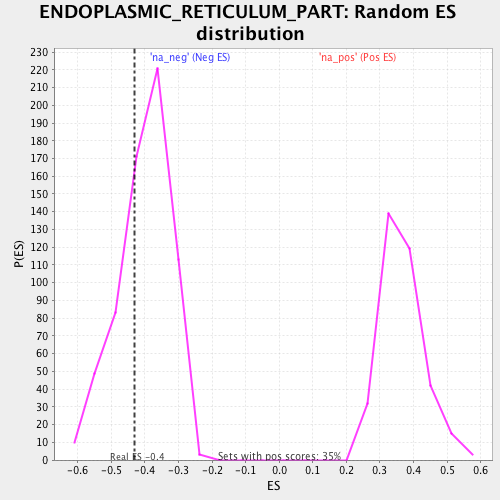 ENDOPLASMIC_RETICULUM_PART: Random ES
distribution
'na_neg' (Neg ES)
'na_pos' (Pos ES)
P(ES)
230
220
210
200
190
180
170
160
150
140
130
120
110
100
90
80
70
60
50
40
30
20
10
0
Real ES -0.4
Sets with pos scores: 35%
-0.6 -0.5 -0.4 -0.3 -0.2 -0.1 0.0 0.1 0.2 0.3 0.4 0.5 0.6
ES